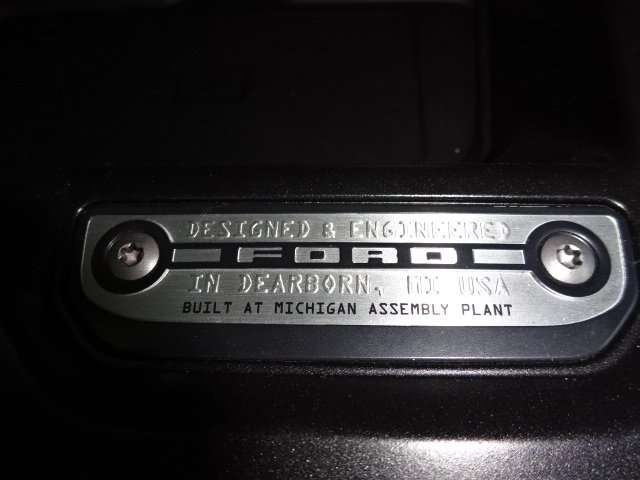 DESIGNED & ENGINEERED
FORD
IN DEARBORN, MI USA
BUILT AT MICHIGAN ASSEMBLY PLANT